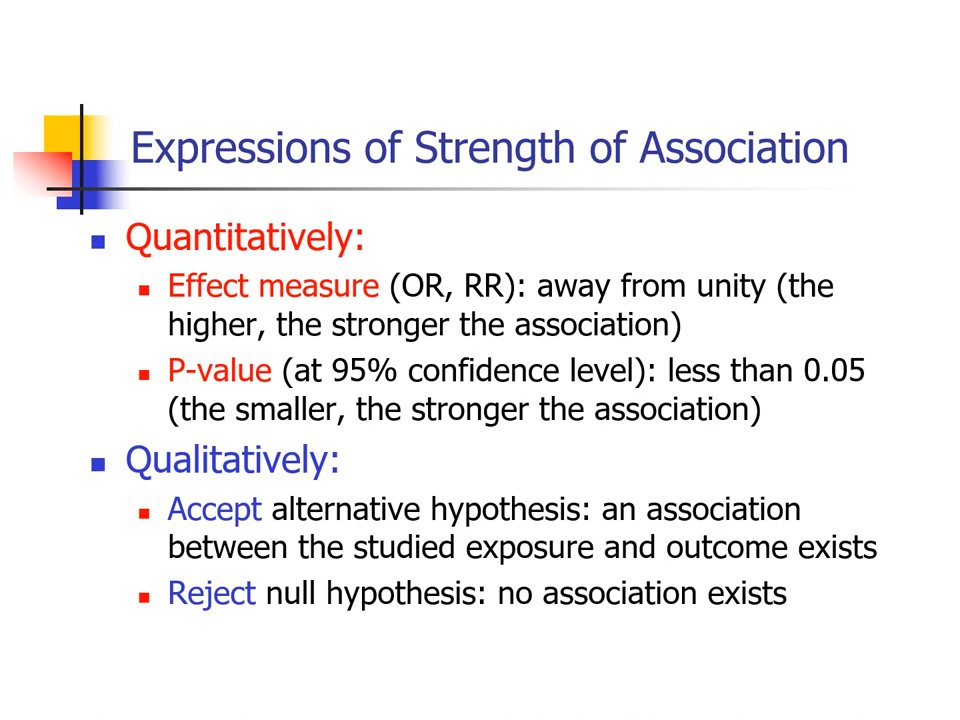 Expressions of Strength of Association
Quantitatively:
Effect measure (OR, RR): away from unity (the
higher, the stronger the association)
P-value (at 95% confidence level): less than 0.05
(the smaller, the stronger the association)
Qualitatively:
Accept alternative hypothesis: an association
between the studied exposure and outcome exists
Reject null hypothesis: no association exists